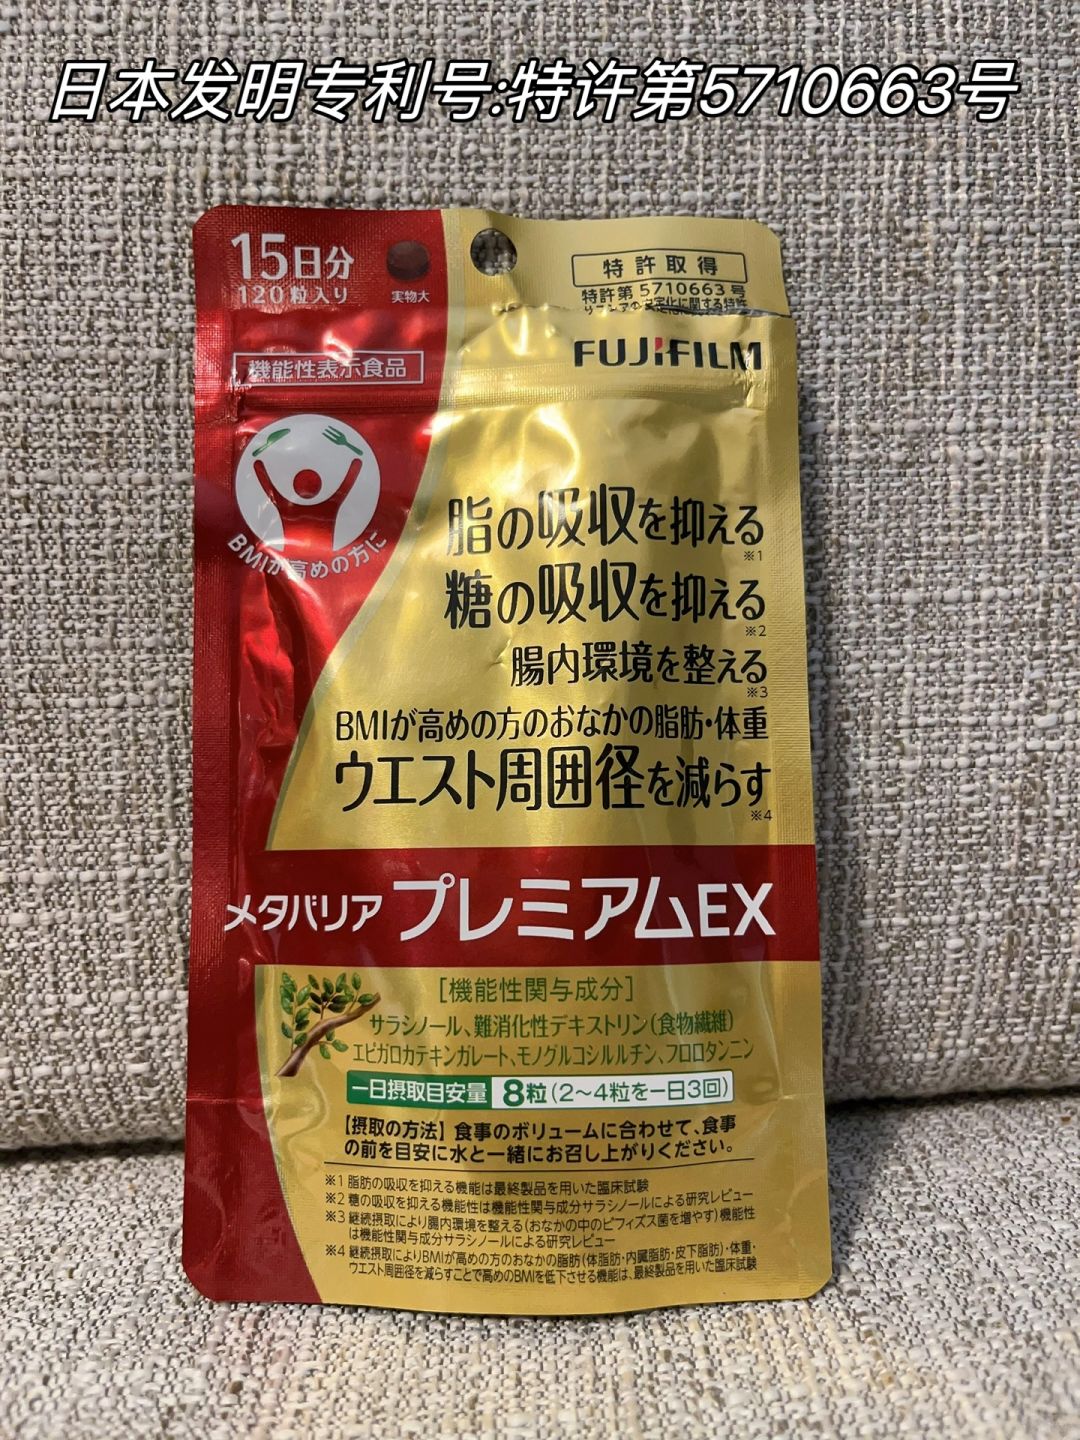 日本发明专利号:特许第5710663号
15日分
120粒入り
実物大
特許取得
特許第5710663号
機能性表示食品
FUJIFILM
BMIが高めの方に
脂の吸収を抑える
※1
糖の吸収を抑える
※2
腸内環境を整える
※3
BMIが高めの方のおなかの脂肪・体重
ウエスト周囲径を減らす
※4
メタバリア プレミアムEX
[機能性関与成分]
サラシノール、難消化性デキストリン(食物繊維)
エピガロカテキンガレート、モノグルコシルルチン、フロロタンニン
一日摂取目安量 8粒(2～4粒を一日3回)
【摂取の方法】食事のボリュームに合わせて、食事
の前を目安に水と一緒にお召し上がりください。
※1 脂肪の吸収を抑える機能は最終製品を用いた臨床試験
※2 糖の吸収を抑える機能性は機能性関与成分サラシノールによる研究レビュー
※3 継続摂取により腸内環境を整える(おなかの中のビフィズス菌を増やす)機能性
は機能性関与成分サラシノールによる研究レビュー
※4 継続摂取によりBMIが高めの方のおなかの脂肪(体脂肪・内臓脂肪・皮下脂肪)・体重・
ウエスト周囲径を減らすことで高めのBMIを低下させる機能は、最終製品を用いた臨床試験